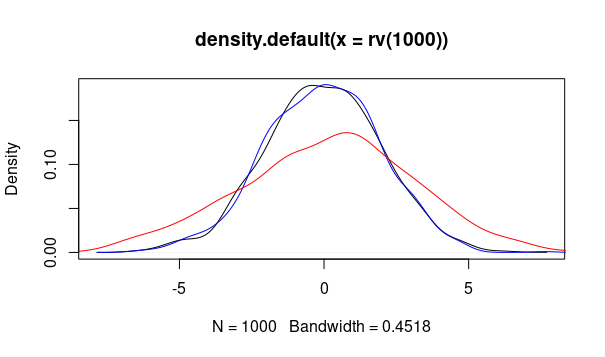 density.default(x = rv(1000))
Density
0.10
0.00
-5 0 5
N = 1000 Bandwidth = 0.4518